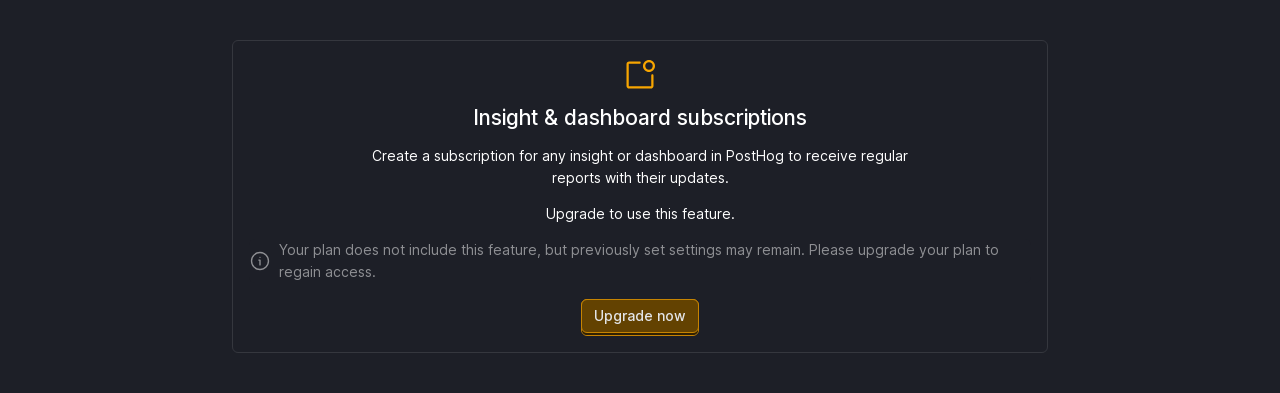 Insight & dashboard subscriptions
Create a subscription for any insight or dashboard in PostHog to receive regular
reports with their updates.
Upgrade to use this feature.
Your plan does not include this feature, but previously set settings may remain. Please upgrade your plan to
regain access.
Upgrade now